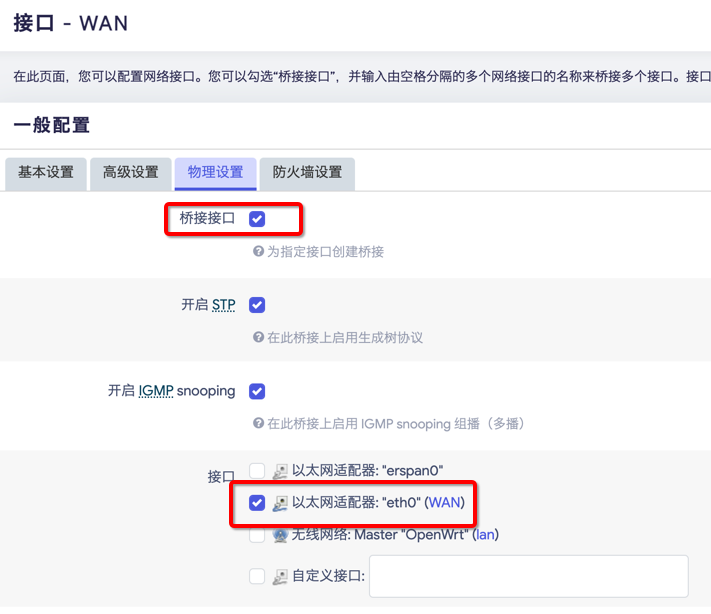 接口 - WAN
在此页面，您可以配置网络接口。您可以勾选“桥接接口”，并输入由空格分隔的多个网络接口的名称来桥接多个接口。接口
一般配置
基本设置 高级设置 物理设置 防火墙设置
桥接接口
为指定接口创建桥接
开启 STP
在此桥接上启用生成树协议
开启 IGMP snooping
在此桥接上启用 IGMP snooping 组播（多播）
接口 以太网适配器: "erspan0"
以太网适配器: "eth0" (WAN)
无线网络: Master "OpenWrt" (lan)
自定义接口: